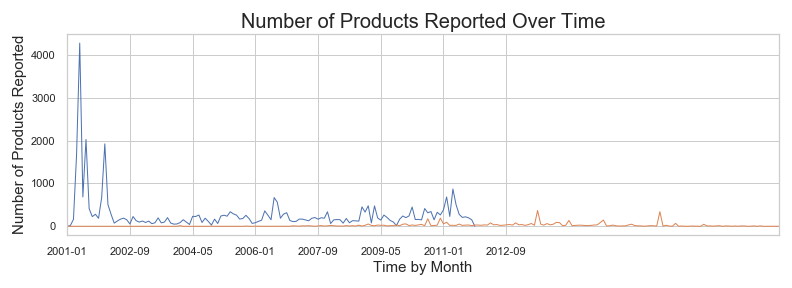 Number of Products Reported Over Time
Number of Products Reported
4000
3000
2000
1000
0
2001-01 2002-09 2004-05 2006-01 2007-09 2009-05 2011-01 2012-09
Time by Month